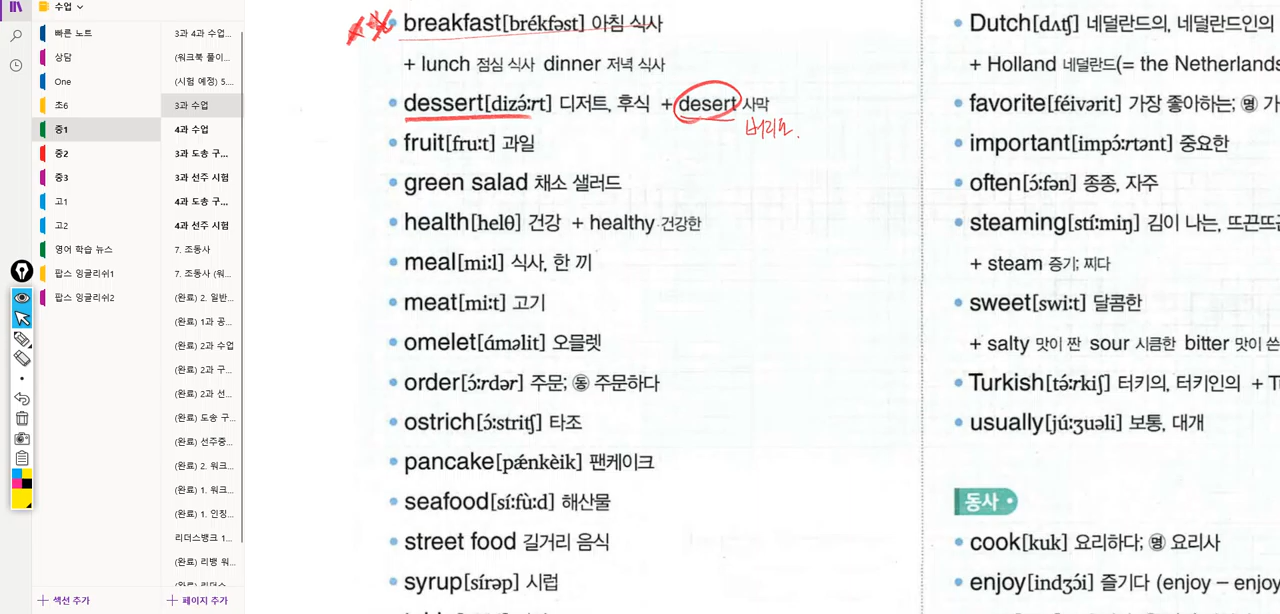 수업
빠른 노트
상담
One
초6
중1
중2
중3
고1
고2
영어 학습 뉴스
팝스 잉글리쉬1
팝스 잉글리쉬2
+ 섹션 추가
3과 4과 수업...
(워크북 풀이...
(시험 예정) 5....
3과 수업
4과 수업
3과 도송 구...
3과 선주 시험
4과 도송 구...
4과 선주 시험
7. 조동사
7. 조동사 (워...
(완료) 2. 일반...
(완료) 1과 공...
(완료) 2과 수업
(완료) 2과 구...
(완료) 2과 선...
(완료) 도송 구...
(완료) 선주중...
(완료) 2. 워크...
(완료) 1. 워크...
(완료) 1. 인칭...
리더스뱅크 1...
(완료) 리뱅 워...
+ 페이지 추가
breakfast[brékfəst] 아침 식사
+ lunch 점심 식사 dinner 저녁 식사
dessert[dizə́ːrt] 디저트, 후식 + desert 사막
버리다.
fruit[fruːt] 과일
green salad 채소 샐러드
health[helθ] 건강 + healthy 건강한
meal[miːl] 식사, 한 끼
meat[miːt] 고기
omelet[áməlit] 오믈렛
order[ɔ́ːrdər] 주문; 동 주문하다
ostrich[ɔ́ːstritʃ] 타조
pancake[pǽnkèik] 팬케이크
seafood[síːfùːd] 해산물
street food 길거리 음식
syrup[sírəp] 시럽
Dutch[dʌtʃ] 네덜란드의, 네덜란드인의
+ Holland 네덜란드(= the Netherlands
favorite[féivərit] 가장 좋아하는; 명 가
important[impɔ́ːrtənt] 중요한
often[ɔ́ːfən] 종종, 자주
steaming[stíːmiŋ] 김이 나는, 뜨끈뜨끈
+ steam 증기; 찌다
sweet[swiːt] 달콤한
+ salty 맛이 짠 sour 시큼한 bitter 맛이 쓴
Turkish[tə́ːrkiʃ] 터키의, 터키인의 + T
usually[júːʒuəli] 보통, 대개
동사
cook[kuk] 요리하다; 명 요리사
enjoy[indʒɔ́i] 즐기다 (enjoy – enjoy